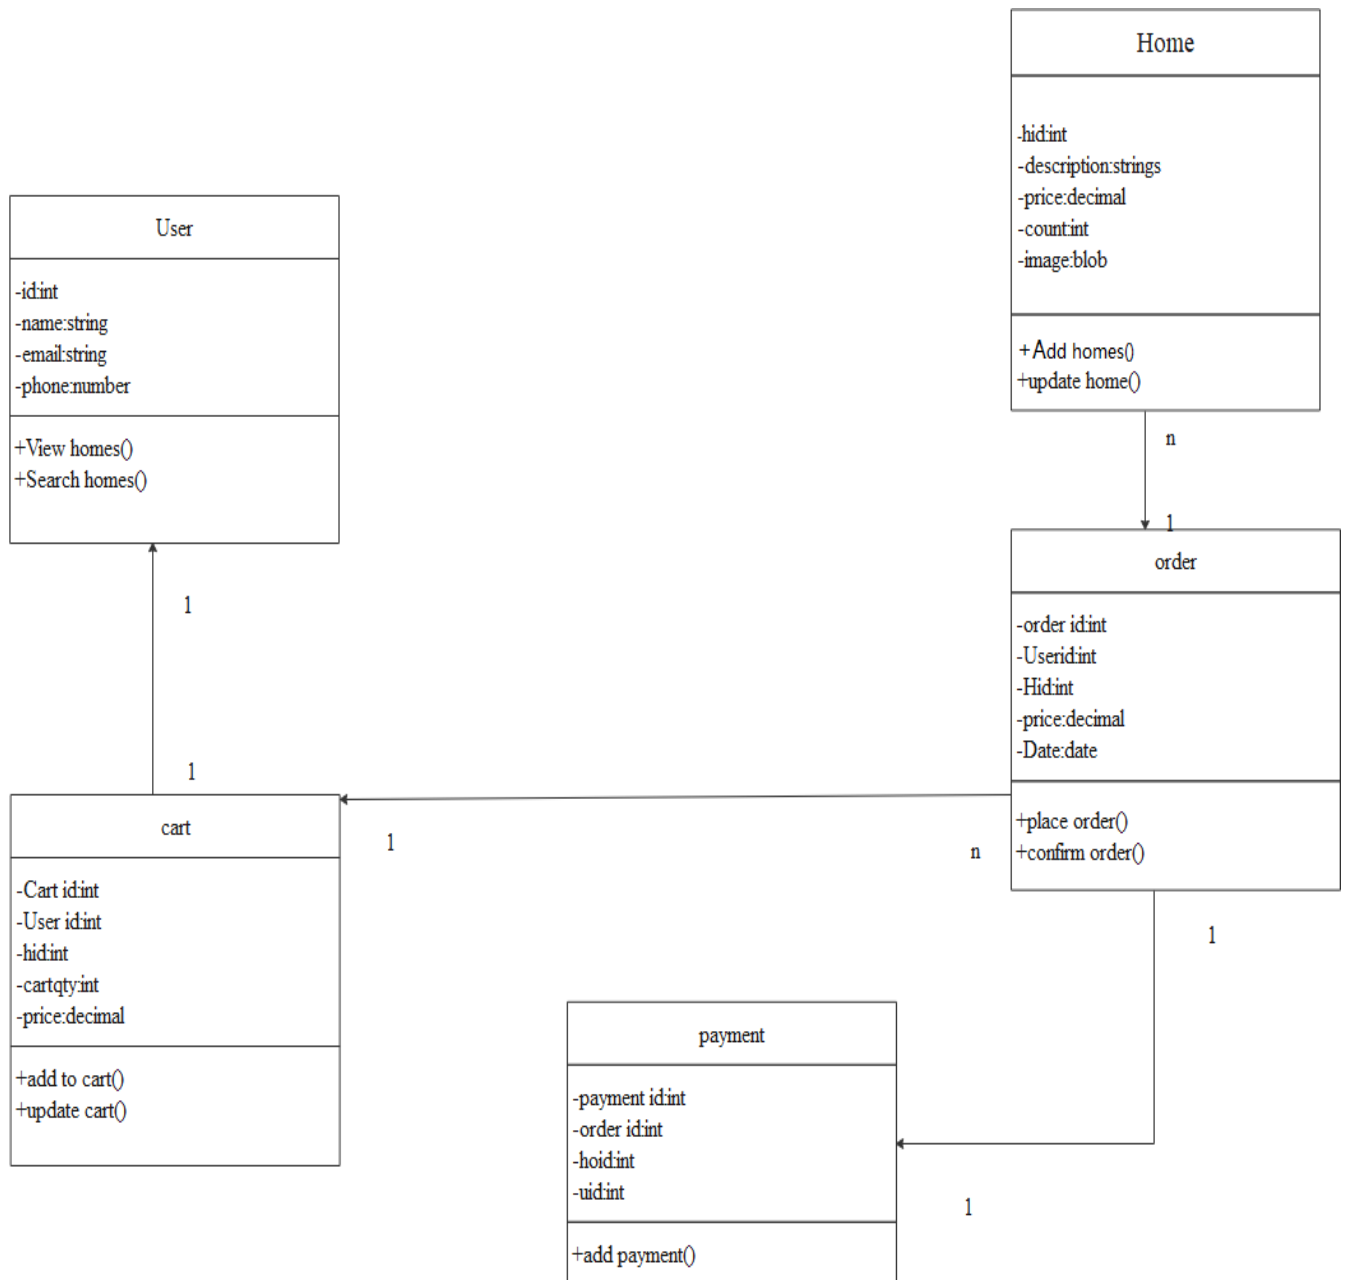 Home
-hid:int
-description:strings
-price:decimal
-count:int
-image:blob
+Add homes()
+update home()
n
1
User
-id:int
-name:string
-email:string
-phone:number
+View homes()
+Search homes()
1
1
order
-order id:int
-Userid:int
-Hid:int
-price:decimal
-Date:date
+place order()
+confirm order()
n
1
1
cart
-Cart id:int
-User id:int
-hid:int
-cartqty:int
-price:decimal
+add to cart()
+update cart()
payment
-payment id:int
-order id:int
-hoid:int
-uid:int
+add payment()
1